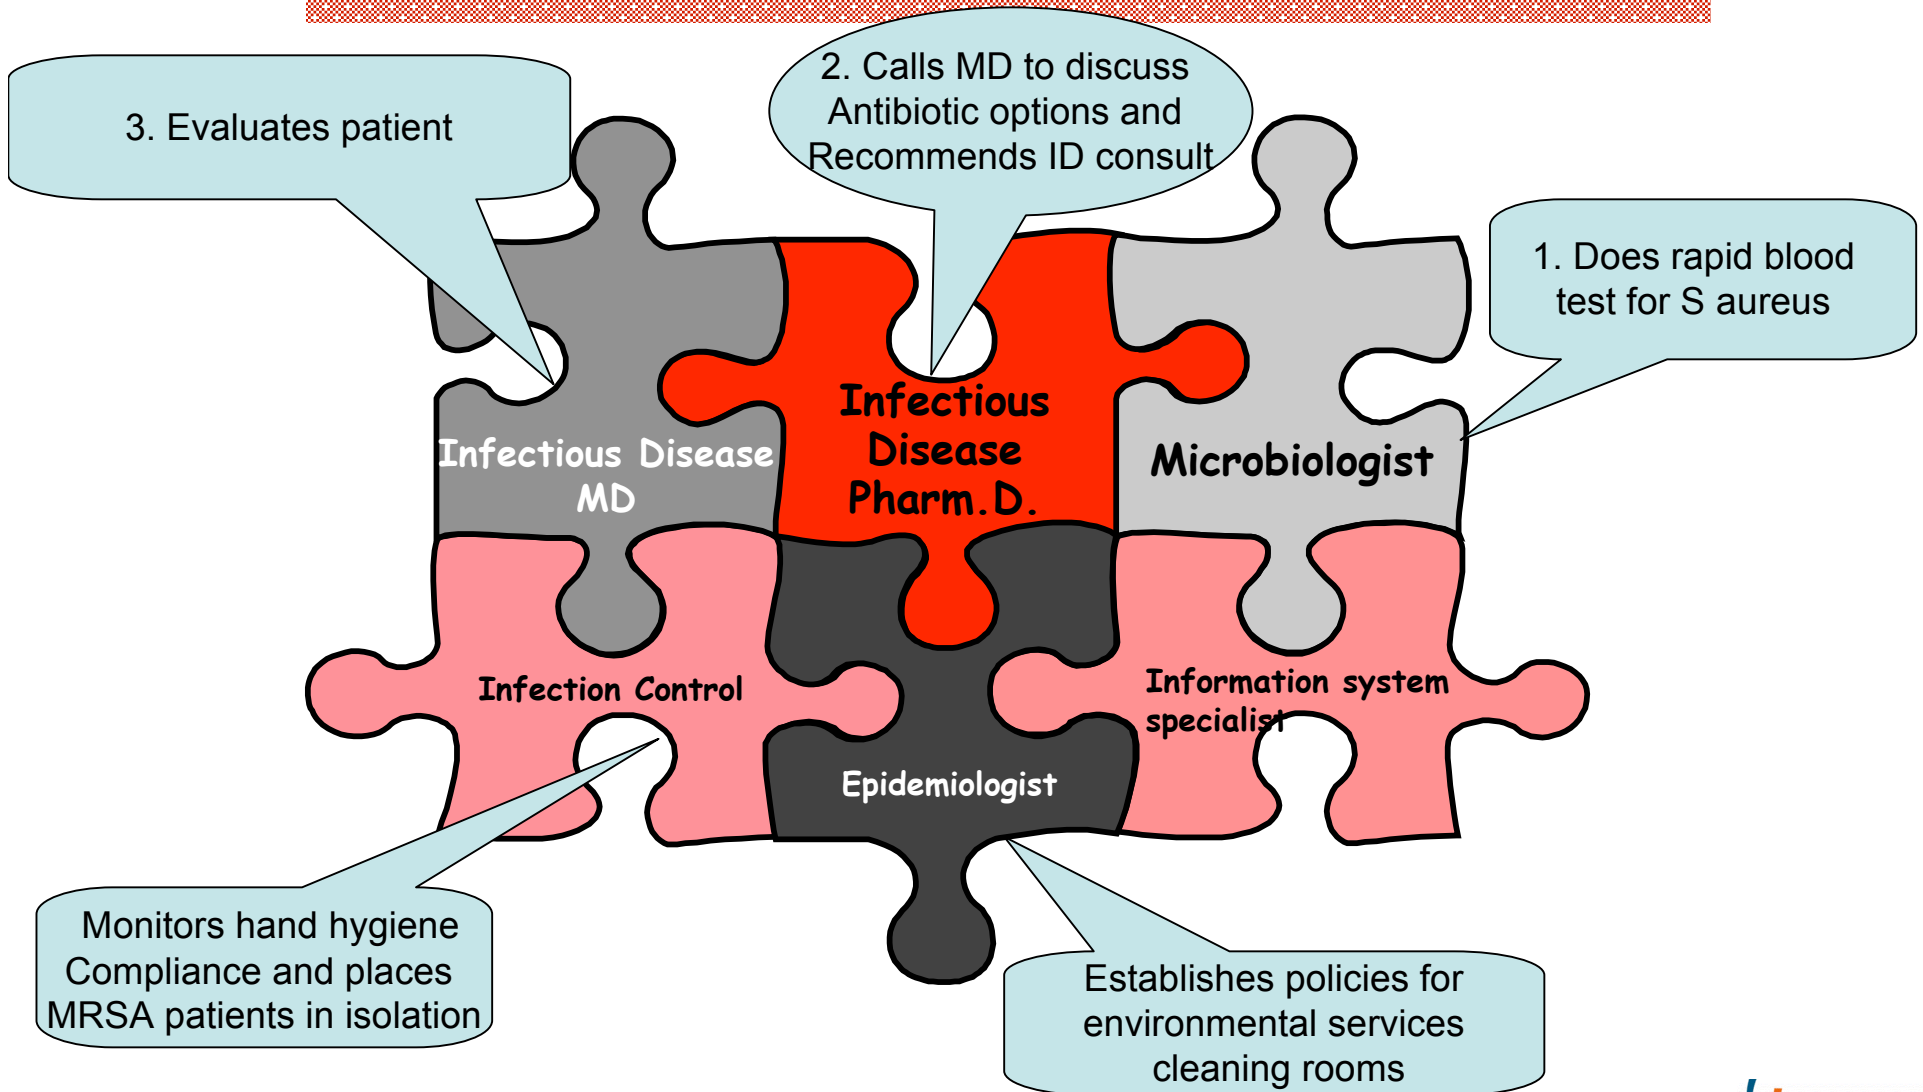 2. Calls MD to discuss
Antibiotic options and
Recommends ID consult
3. Evaluates patient
1. Does rapid blood
test for S aureus
Infectious Disease
MD
Infectious
Disease
Pharm.D.
Microbiologist
Infection Control
Epidemiologist
Information system
specialist
Monitors hand hygiene
Compliance and places
MRSA patients in isolation
Establishes policies for
environmental services
cleaning rooms